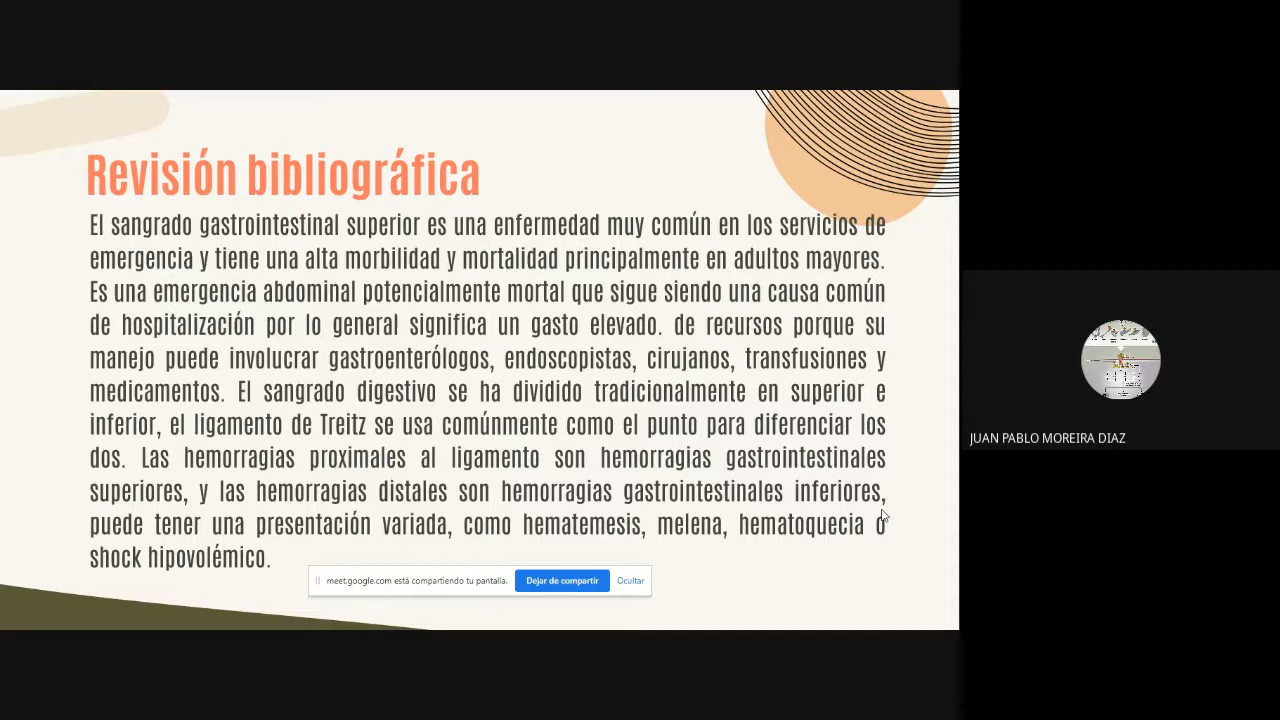 Revisión bibliográfica
El sangrado gastrointestinal superior es una enfermedad muy común en los servicios de
emergencia y tiene una alta morbilidad y mortalidad principalmente en adultos mayores.
Es una emergencia abdominal potencialmente mortal que sigue siendo una causa común
de hospitalización por lo general significa un gasto elevado. de recursos porque su
manejo puede involucrar gastroenterólogos, endoscopistas, cirujanos, transfusiones y
medicamentos. El sangrado digestivo se ha dividido tradicionalmente en superior e
inferior, el ligamento de Treitz se usa comúnmente como el punto para diferenciar los
dos. Las hemorragias proximales al ligamento son hemorragias gastrointestinales
superiores, y las hemorragias distales son hemorragias gastrointestinales inferiores,
puede tener una presentación variada, como hematemesis, melena, hematoquecia o
shock hipovolémico.
meet.google.com está compartiendo tu pantalla. Dejar de compartir Ocultar
JUAN PABLO MOREIRA DIAZ